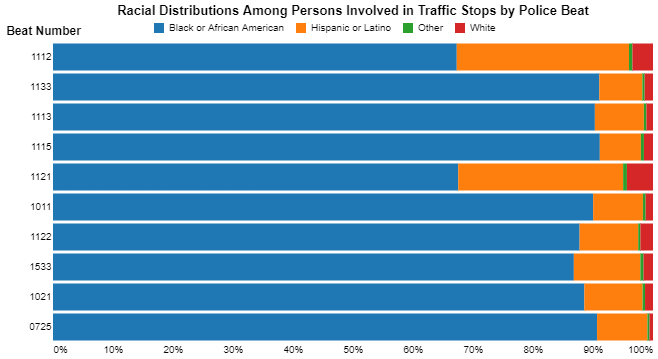 Racial Distributions Among Persons Involved in Traffic Stops by Police Beat
Beat Number
Black or African American Hispanic or Latino Other White
1112
1133
1113
1115
1121
1011
1122
1533
1021
0725
0% 10% 20% 30% 40% 50% 60% 70% 80% 90% 100%